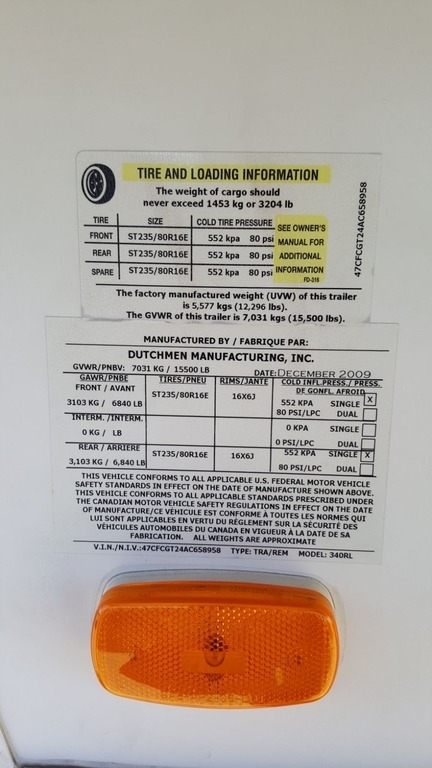 TIRE AND LOADING INFORMATION
The weight of cargo should
never exceed 1453 kg or 3204 lb
TIRE SIZE COLD TIRE PRESSURE
FRONT ST235/80R16E 552 kpa 80 psi
REAR ST235/80R16E 552 kpa 80 psi
SPARE ST235/80R16E 552 kpa 80 psi
SEE OWNER'S
MANUAL FOR
ADDITIONAL
INFORMATION
FD-316
47CFCGT24AC658958
The factory manufactured weight (UVW) of this trailer
is 5,577 kgs (12,296 lbs).
The GVWR of this trailer is 7,031 kgs (15,500 lbs).
MANUFACTURED BY / FABRIQUE PAR:
DUTCHMEN MANUFACTURING, INC.
GVWR/PNBV: 7031 KG / 15500 LB DATE: DECEMBER 2009
GAWR/PNBE TIRES/PNEU RIMS/JANTE COLD INFL.PRESS./ PRESS.
DE GONFL. AFROID
FRONT / AVANT ST235/80R16E 16X6J
3103 KG / 6840 LB 552 KPA SINGLE X
80 PSI/LPC DUAL
INTERM. /INTERM.
0 KG / LB 0 KPA SINGLE
0 PSI/LPC DUAL
REAR / ARRIERE ST235/80R16E 16X6J 552 KPA SINGLE X
3,103 KG / 6,840 LB 80 PSI/LPC DUAL
THIS VEHICLE CONFORMS TO ALL APPLICABLE U.S. FEDERAL MOTOR VEHICLE
SAFETY STANDARDS IN EFFECT ON THE DATE OF MANUFACTURE SHOWN ABOVE.
THIS VEHICLE CONFORMS TO ALL APPLICABLE STANDARDS PRESCRIBED UNDER
THE CANADIAN MOTOR VEHICLE SAFETY REGULATIONS IN EFFECT ON THE DATE
OF MANUFACTURE/CE VÉHICULE EST CONFORME À TOUTES LES NORMES QUI
LUI SONT APPLICABLES EN VERTU DU RÈGLEMENT SUR LA SÉCURITÉ DES
VÉHICULES AUTOMOBILES DU CANADA EN VIGUEUR À LA DATE DE SA
FABRICATION. ALL WEIGHTS ARE APPROXIMATE
V.I.N./N.I.V.:47CFCGT24AC658958 TYPE: TRA/REM MODEL: 340RL